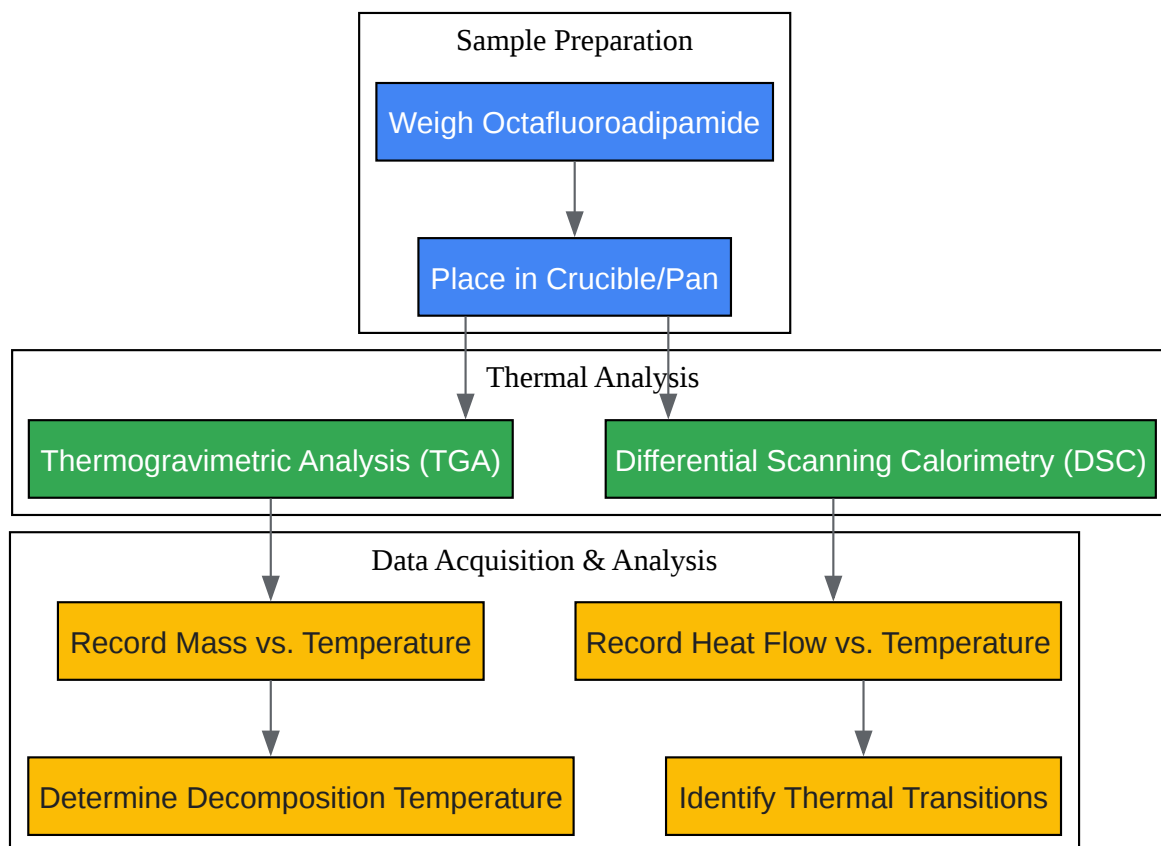 Sample Preparation
Weigh Octafluoroadipamide
Place in Crucible/Pan
Thermal Analysis
Thermogravimetric Analysis (TGA)
Differential Scanning Calorimetry (DSC)
Data Acquisition & Analysis
Record Mass vs. Temperature
Record Heat Flow vs. Temperature
Determine Decomposition Temperature
Identify Thermal Transitions